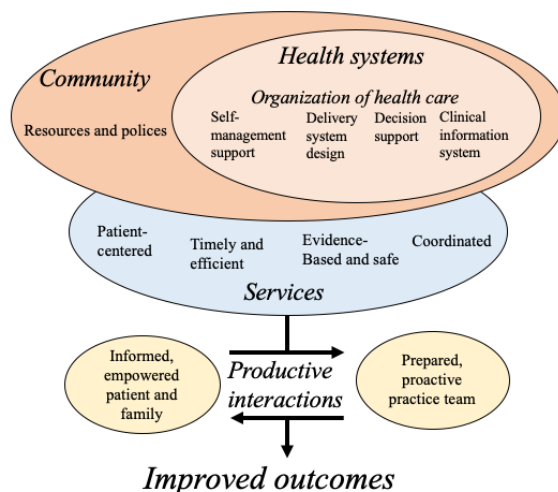 Health systems
Community
Organization of health care
Resources and polices
Self-
management
support
Delivery
system
design
Decision
support
Clinical
information
system
Patient-
centered
Timely and
efficient
Evidence-
Based and safe
Coordinated
Services
Informed,
empowered
patient and
family
Productive
interactions
Prepared,
proactive
practice team
Improved outcomes